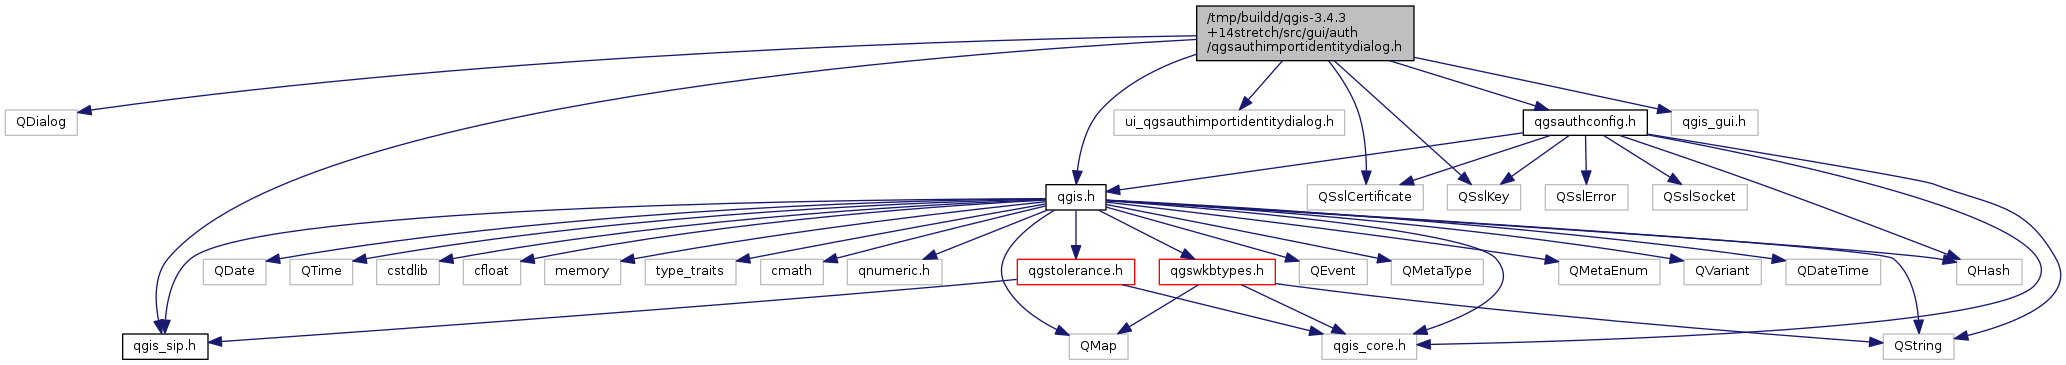 /tmp/buildd/qgis-3.4.3
+14stretch/src/gui/auth
/qgsauthimportidentitydialog.h
QDialog
ui_qgsauthimportidentitydialog.h
qgsauthconfig.h
qgis_gui.h
qgis.h
QSslCertificate
QSslKey
QSslError
QSslSocket
QDate
QTime
cstdlib
cfloat
memory
type_traits
cmath
qnumeric.h
qgstolerance.h
qgswkbtypes.h
QEvent
QMetaType
QMetaEnum
QVariant
QDateTime
QHash
qgis_sip.h
QMap
qgis_core.h
QString